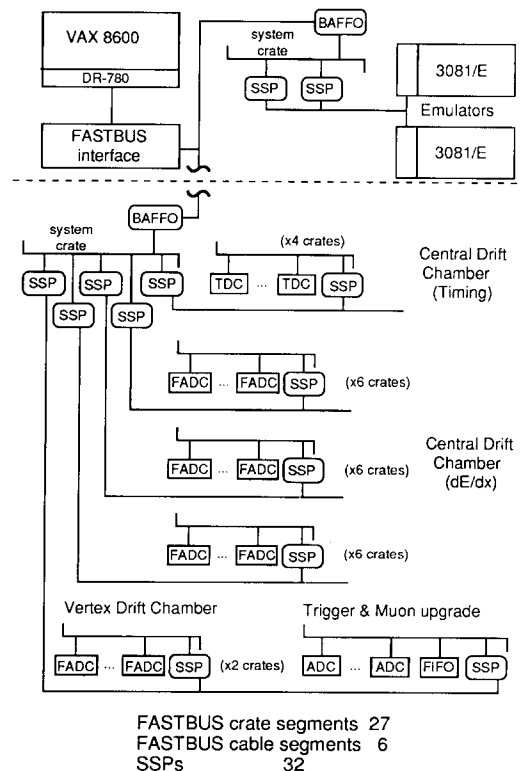 VAX 8600
DR-780
FASTBUS
interface
BAFFO
system
crate
SSP SSP
3081/E
Emulators
3081/E
BAFFO
system
crate
SSP SSP SSP
SSP SSP
(x4 crates)
TDC ... TDC SSP
Central Drift
Chamber
(Timing)
FADC ... FADC SSP (x6 crates)
FADC ... FADC SSP (x6 crates)
Central Drift
Chamber
(dE/dx)
FADC ... FADC SSP (x6 crates)
Vertex Drift Chamber
FADC ... FADC SSP (x2 crates)
Trigger & Muon upgrade
ADC ... ADC FIFO SSP
FASTBUS crate segments 27
FASTBUS cable segments 6
SSPs 32